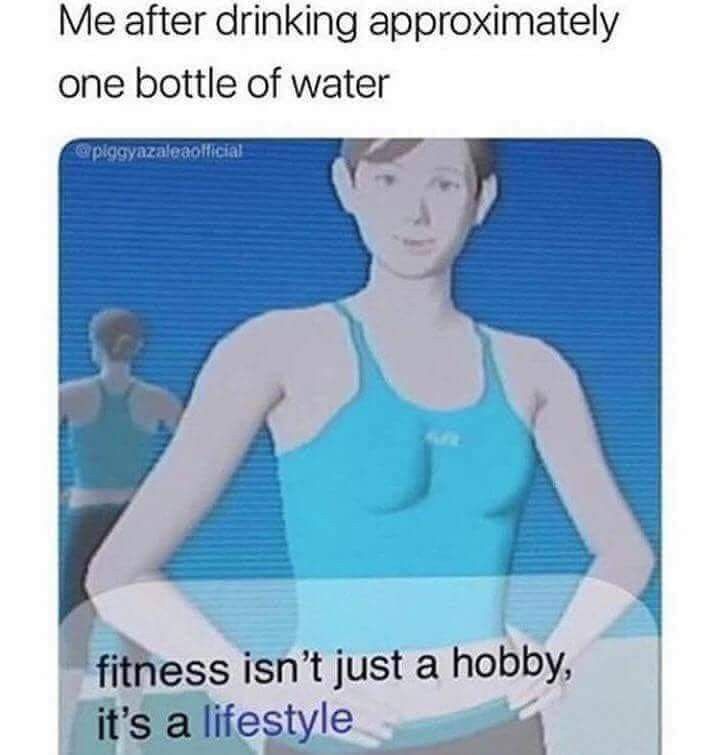 Me after drinking approximately
one bottle of water
@piggyazaleaofficial
fitness isn't just a hobby,
it's a lifestyle